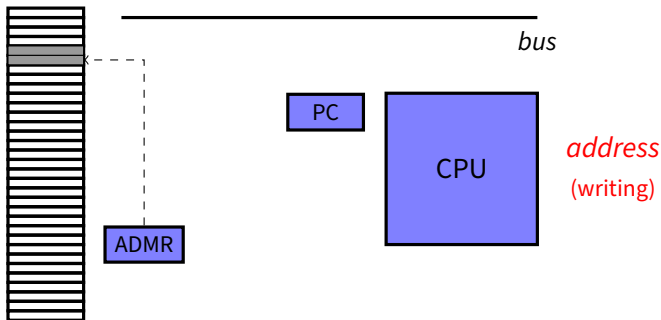 bus
PC
CPU
address
(writing)
ADMR